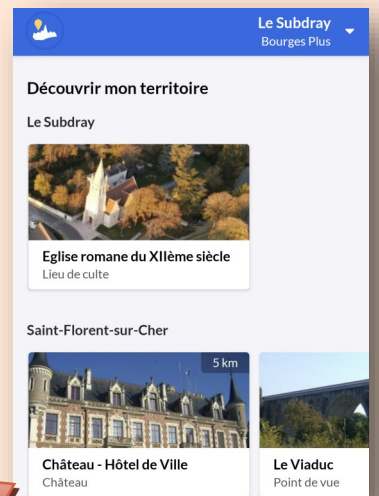 Le Subdray
Bourges Plus
Découvrir mon territoire
Le Subdray
Eglise romane du XIIème siècle
Lieu de culte
Saint-Florent-sur-Cher
5 km
Château - Hôtel de Ville
Château
Le Viaduc
Point de vue